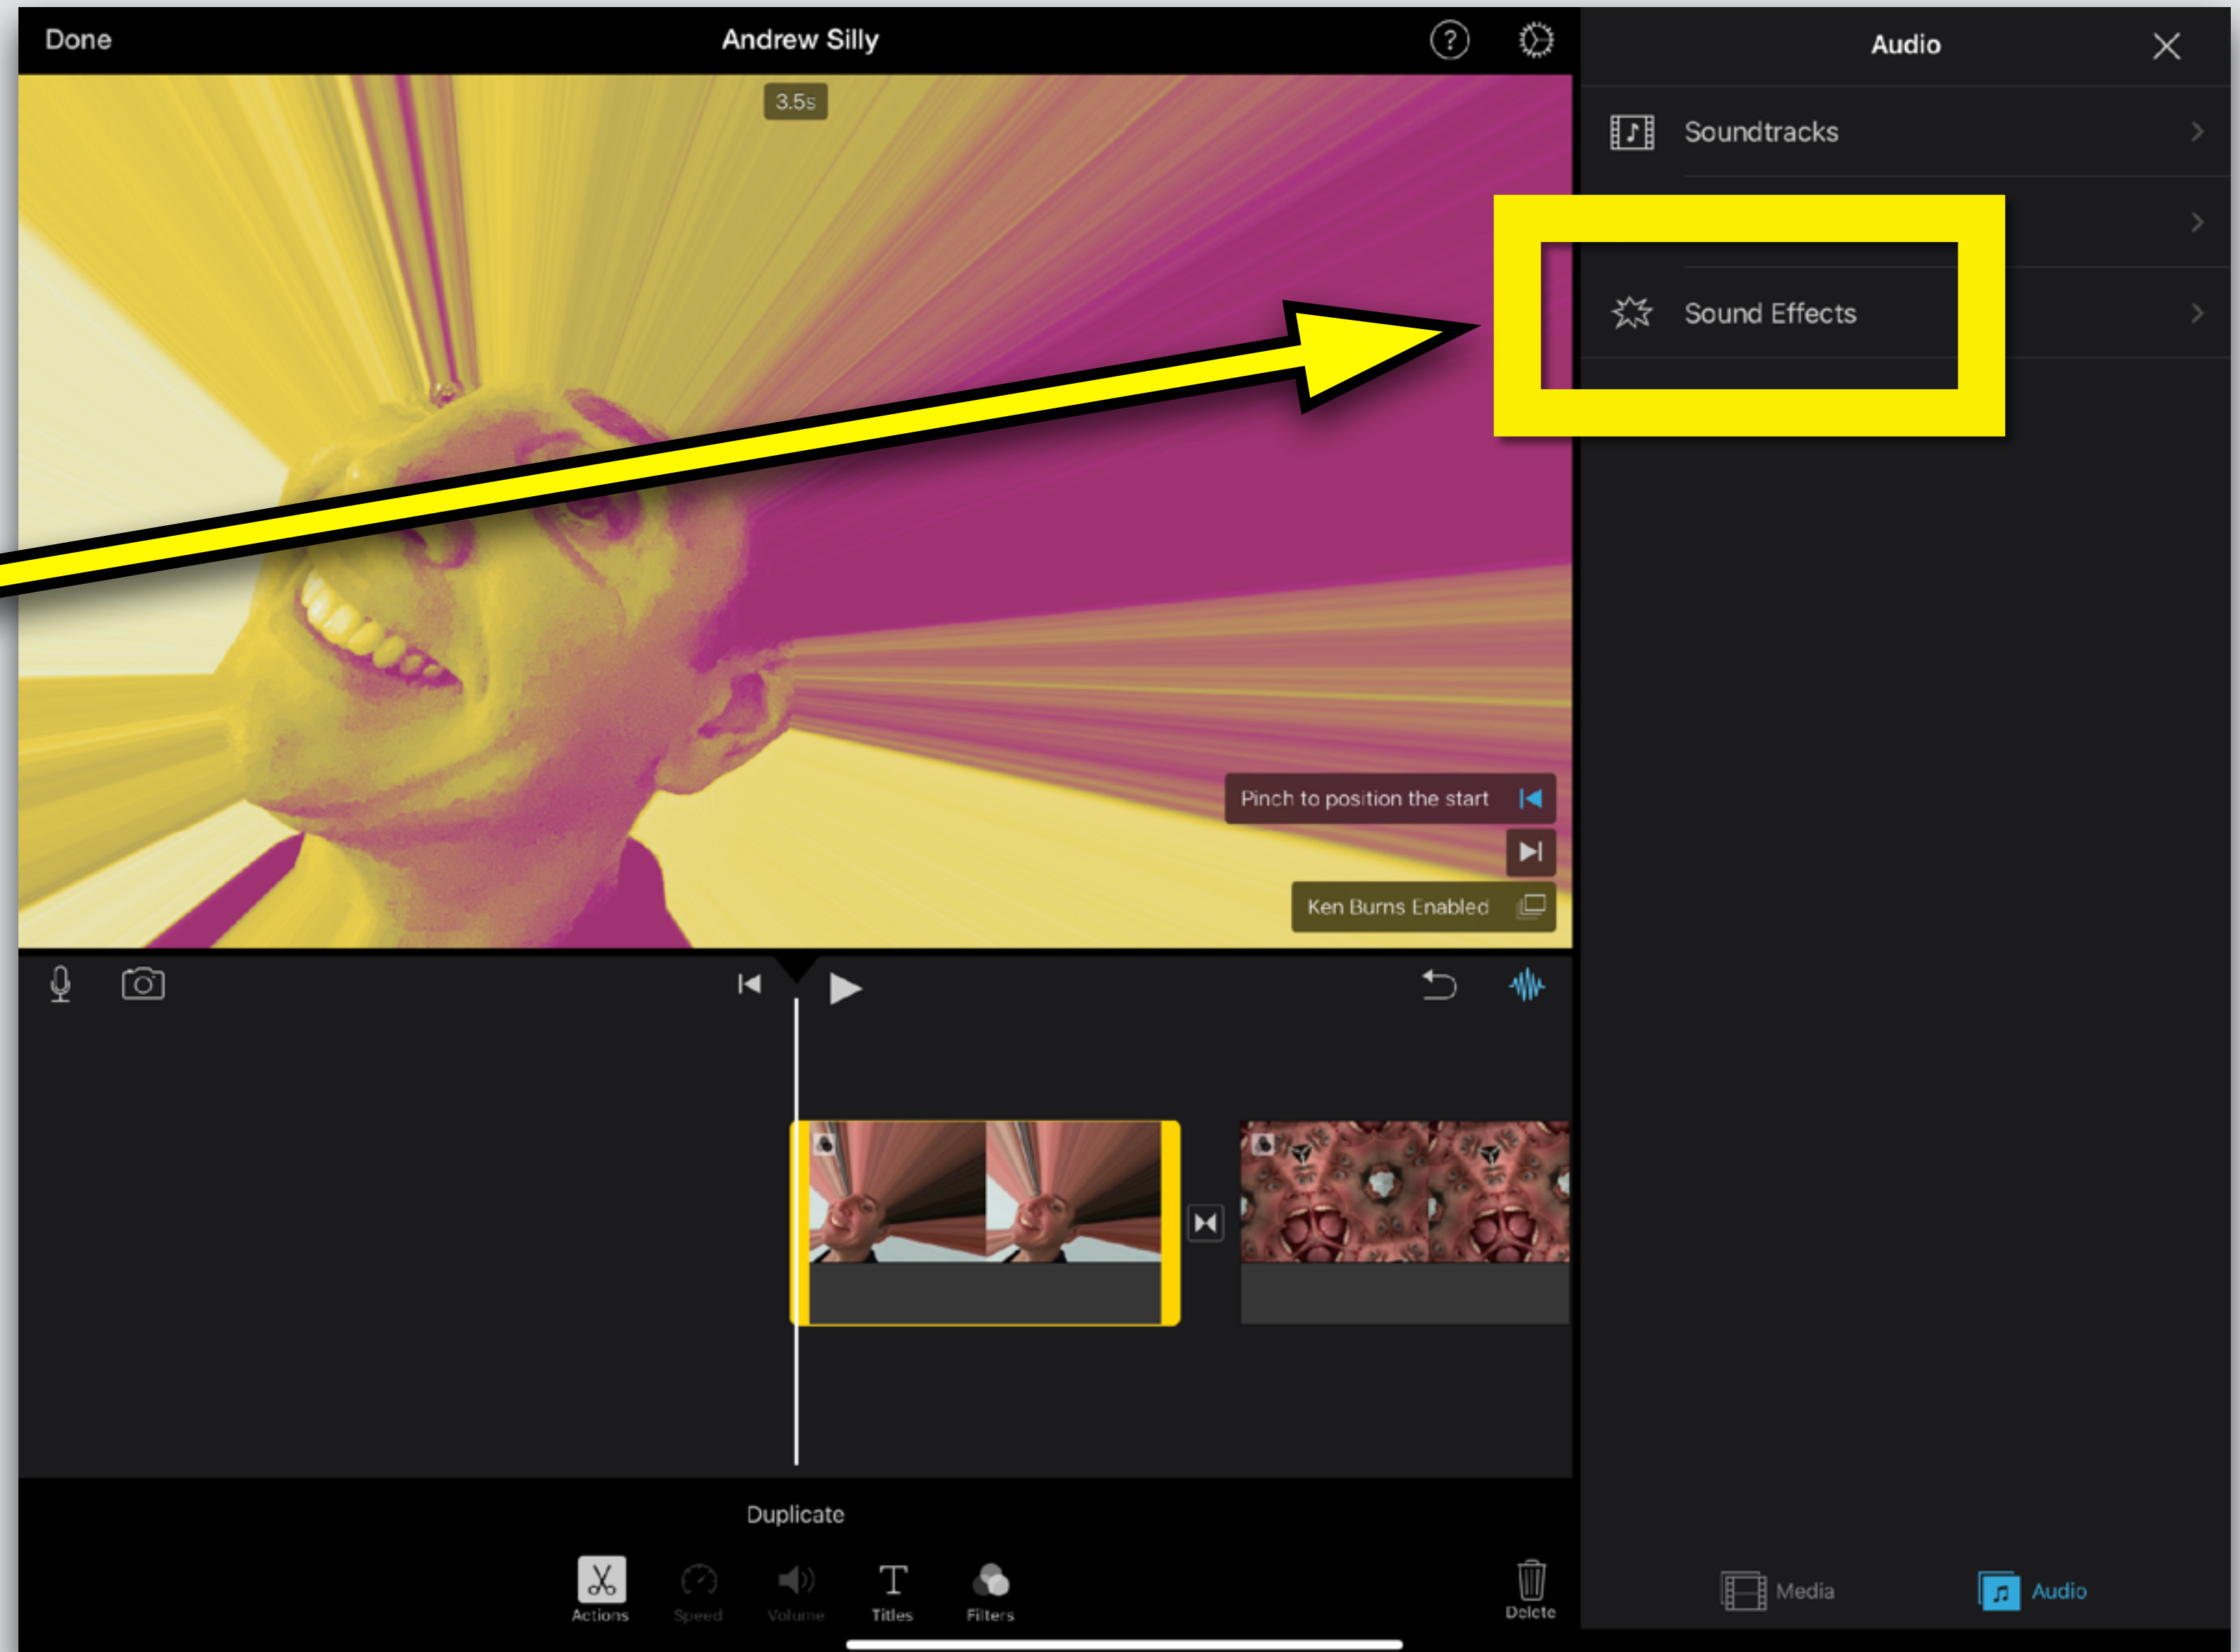 Done
Andrew Silly
?
3.5s
Pinch to position the start
Ken Burns Enabled
Duplicate
Actions
Speed
Volume
T
Titles
Filters
Delete
Audio
Soundtracks
Sound Effects
Media
Audio